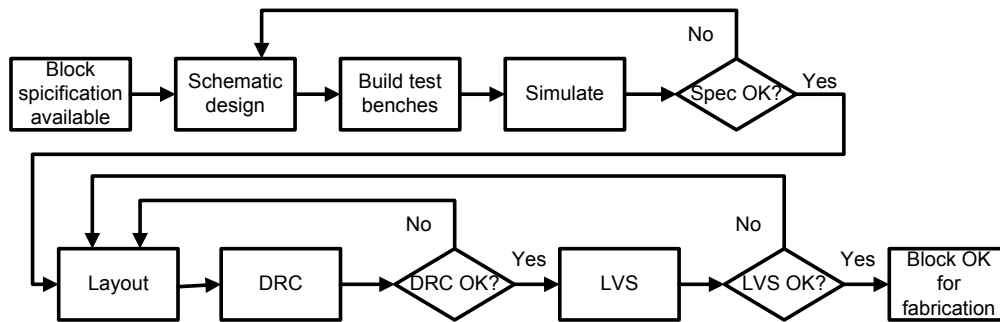 No
Block
spicification
available
Schematic
design
Build test
benches
Simulate
Spec OK?
Yes
No
No
Layout
DRC
DRC OK?
Yes
LVS
LVS OK?
Yes
Block OK
for
fabrication